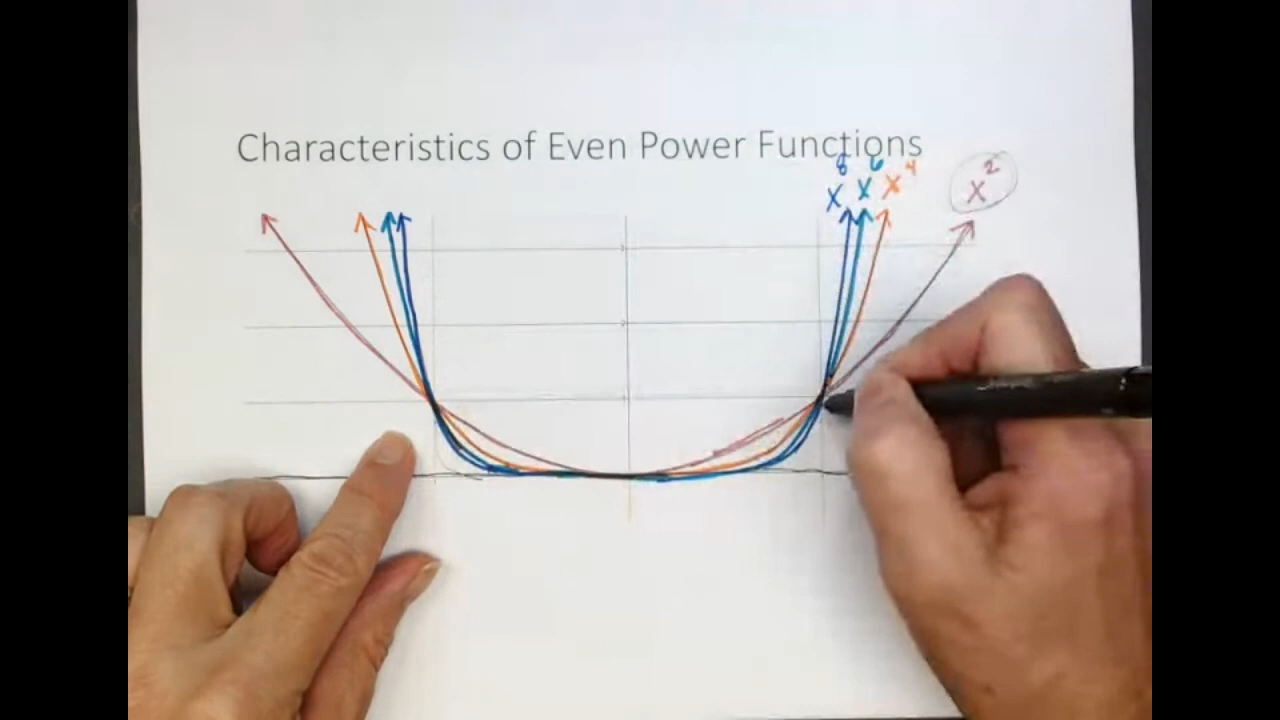 Characteristics of Even Power Functions
x⁸ x⁶ x⁴ x²